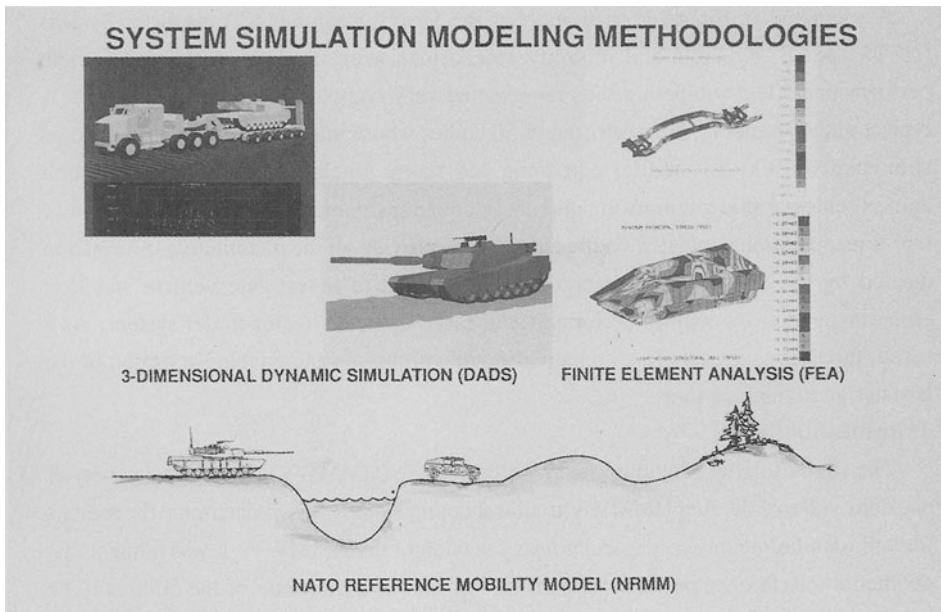 SYSTEM SIMULATION MODELING METHODOLOGIES
3-DIMENSIONAL DYNAMIC SIMULATION (DADS)
FINITE ELEMENT ANALYSIS (FEA)
NATO REFERENCE MOBILITY MODEL (NRMM)